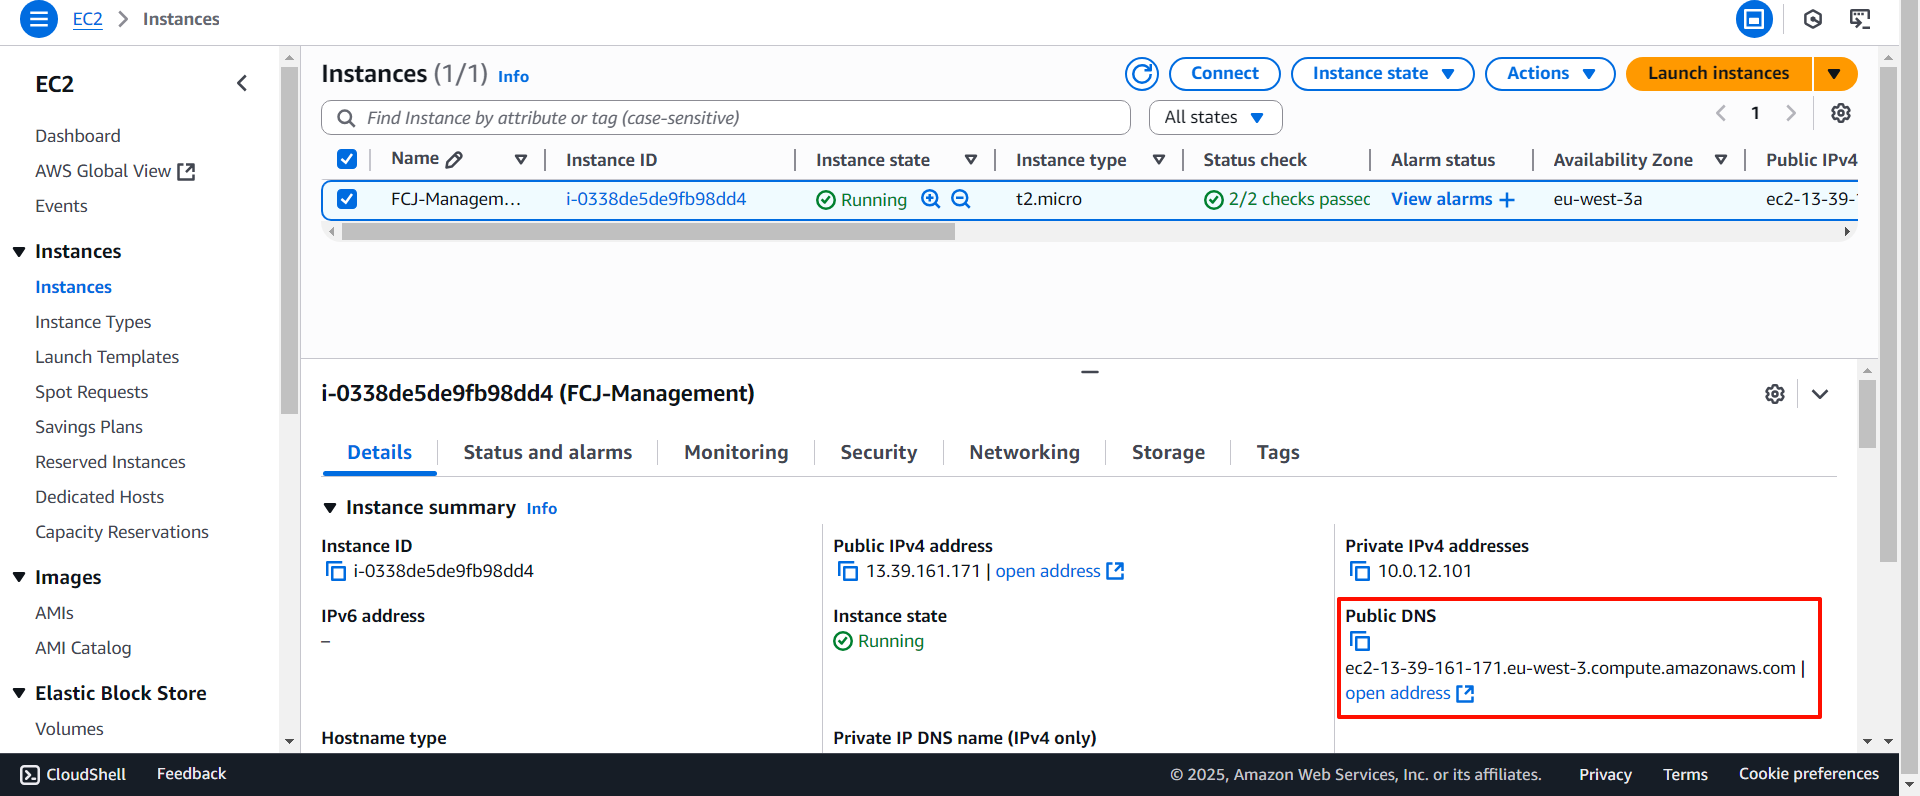 EC2 > Instances
EC2
Dashboard
AWS Global View
Events
Instances
Instances
Instance Types
Launch Templates
Spot Requests
Savings Plans
Reserved Instances
Dedicated Hosts
Capacity Reservations
Images
AMIs
AMI Catalog
Elastic Block Store
Volumes
Instances (1/1) Info
Connect
Instance state
Actions
Launch instances
Find Instance by attribute or tag (case-sensitive)
All states
1
Name Instance ID Instance state Instance type Status check Alarm status Availability Zone Public IPv4
FCJ-Managem… i-0338de5de9fb98dd4 Running t2.micro 2/2 checks passed View alarms + eu-west-3a ec2-13-39-
i-0338de5de9fb98dd4 (FCJ-Management)
Details Status and alarms Monitoring Security Networking Storage Tags
Instance summary Info
Instance ID
i-0338de5de9fb98dd4
Public IPv4 address
13.39.161.171 | open address
Private IPv4 addresses
10.0.12.101
IPv6 address
–
Instance state
Running
Public DNS
ec2-13-39-161-171.eu-west-3.compute.amazonaws.com |
open address
Hostname type
Private IP DNS name (IPv4 only)
CloudShell Feedback © 2025, Amazon Web Services, Inc. or its affiliates. Privacy Terms Cookie preferences